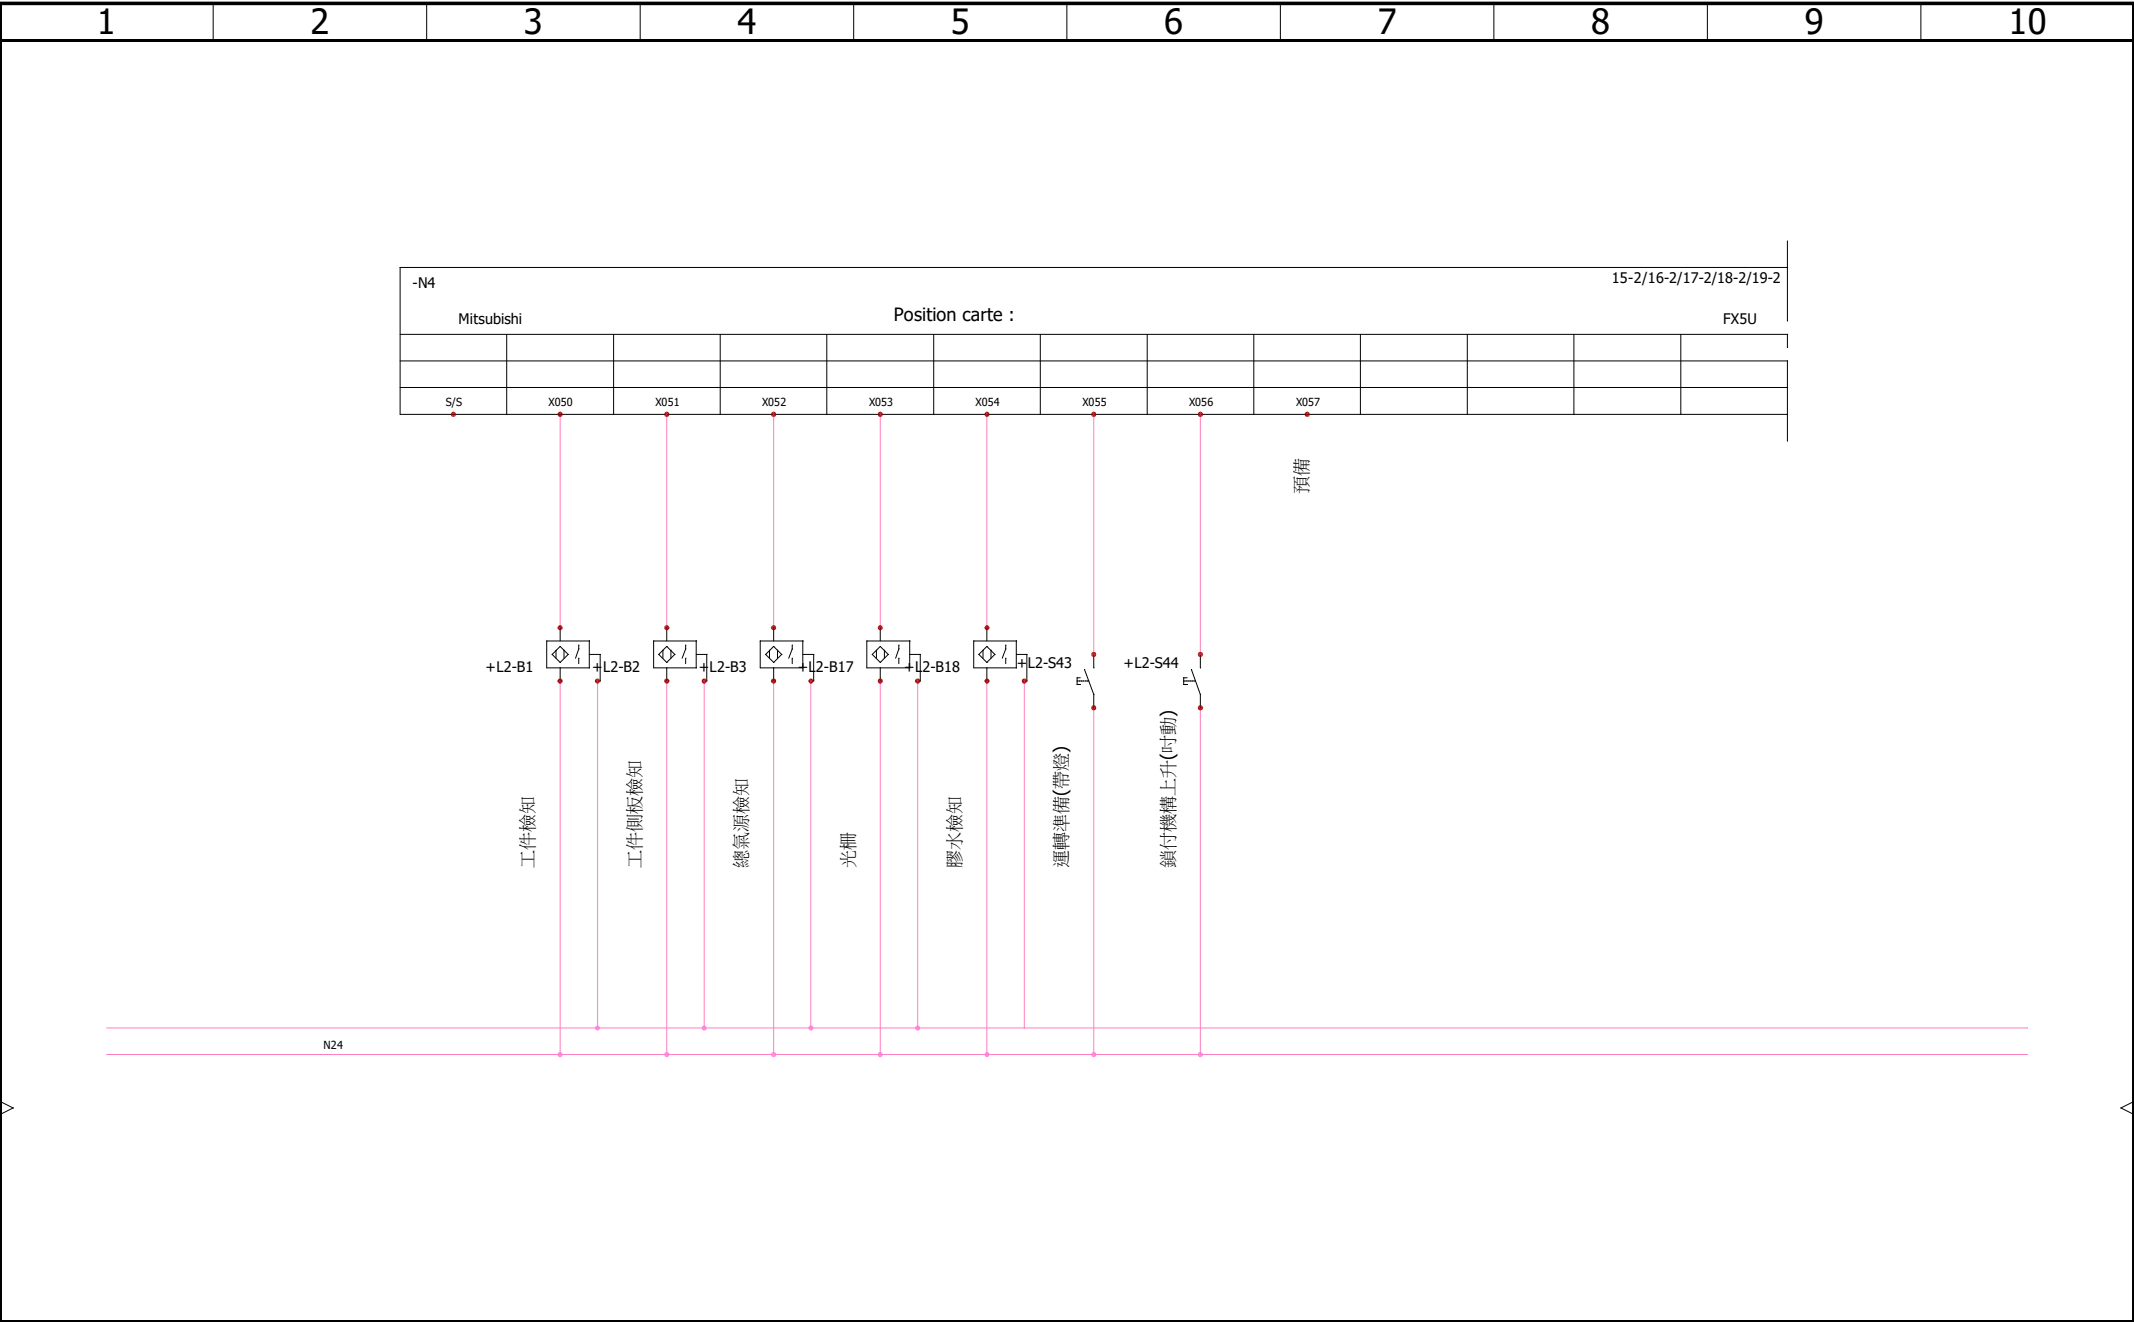 1 2 3 4 5 6 7 8 9 10
-N4 15-2/16-2/17-2/18-2/19-2
Mitsubishi Position carte : FX5U
S/S X050 X051 X052 X053 X054 X055 X056 X057
預備
+L2-B1 +L2-B2 +L2-B3 +L2-B17 +L2-B18 +L2-S43 +L2-S44
工件檢知
工件側板檢知
總氣源檢知
光柵
膠水檢知
運轉準備(帶燈)
鎖付機構上升(吋動)
N24